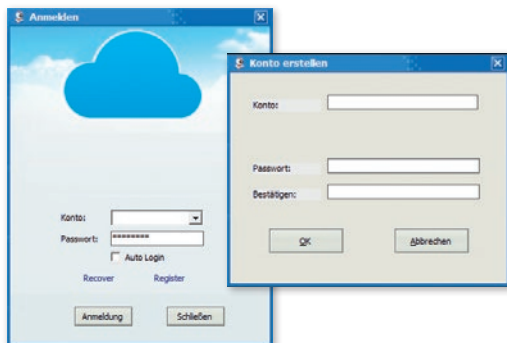 Anmelden
Konto:
Passwort: ********
Auto Login
Recover Register
Anmeldung Schließen
Konto erstellen
Konto:
Passwort:
Bestätigen:
OK Abbrechen